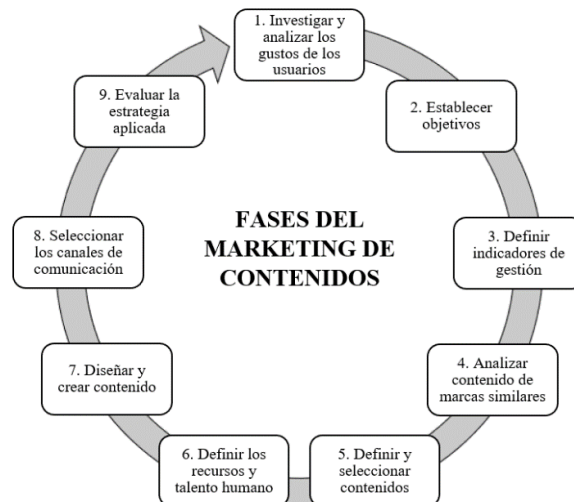 1. Investigar y
analizar los
gustos de los
usuarios
2. Establecer
objetivos
3. Definir
indicadores de
gestión
4. Analizar
contenido de
marcas similares
5. Definir y
seleccionar
contenidos
6. Definir los
recursos y
talento humano
7. Diseñar y
crear contenido
8. Seleccionar
los canales de
comunicación
9. Evaluar la
estrategia
aplicada
FASES DEL
MARKETING DE
CONTENIDOS